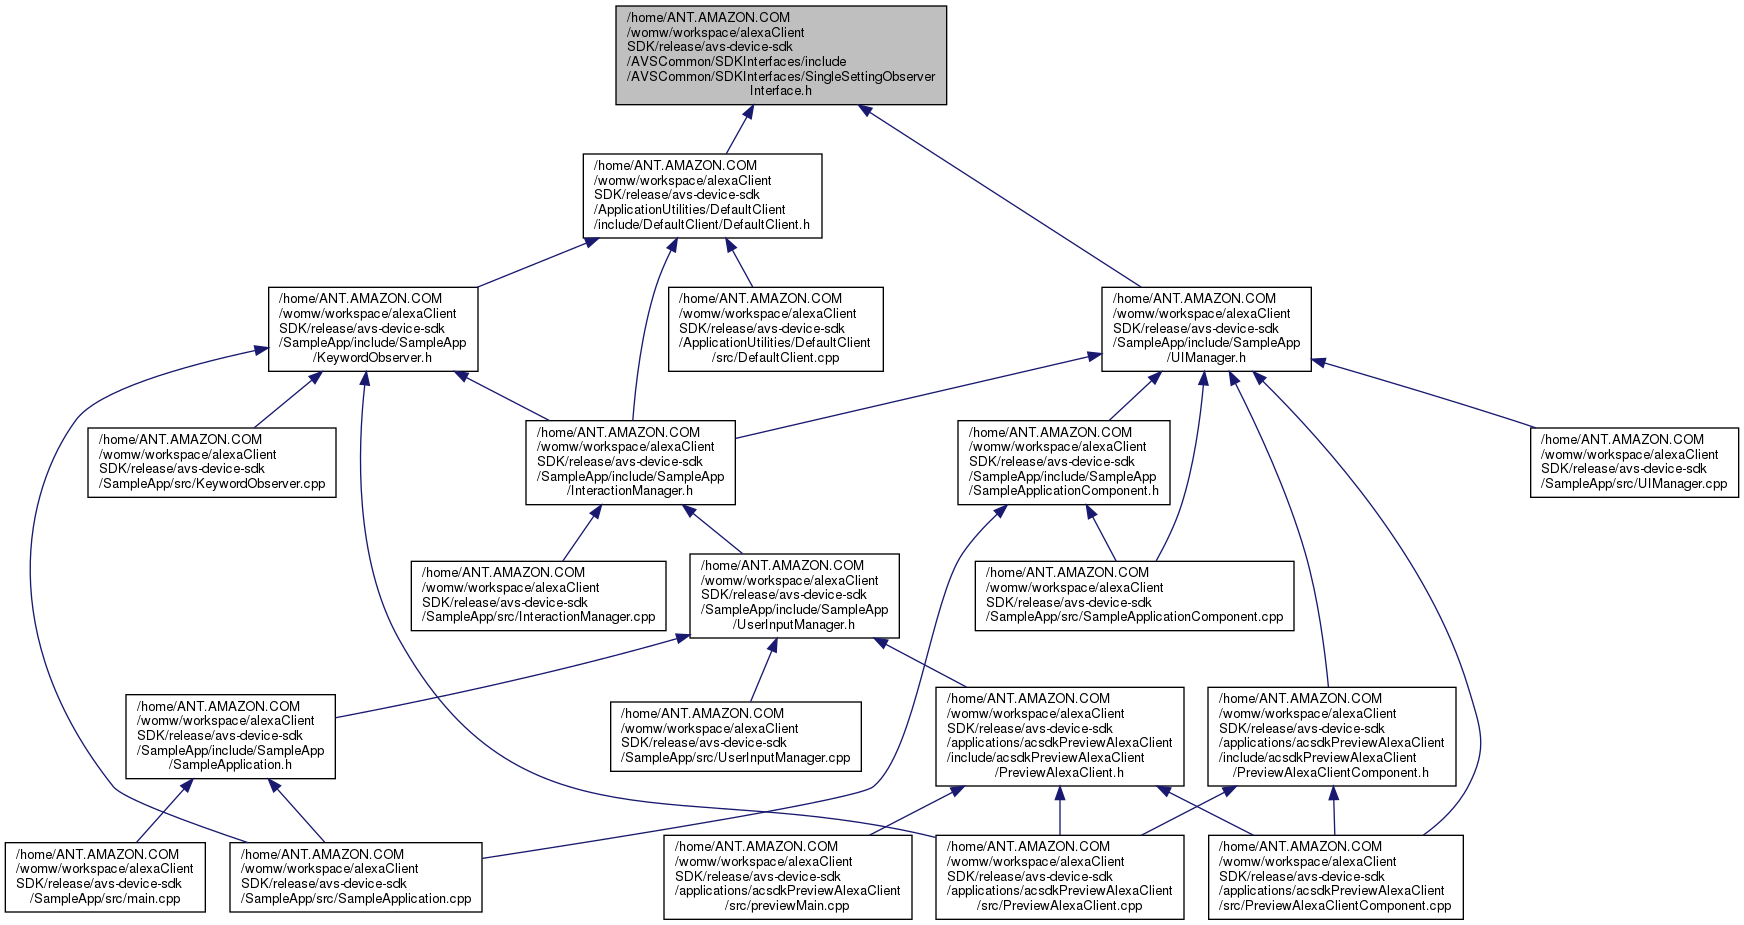 /home/ANT.AMAZON.COM
/womw/workspace/alexaClient
SDK/release/avs-device-sdk
/AVSCommon/SDKInterfaces/include
/AVSCommon/SDKInterfaces/SingleSettingObserver
Interface.h
/home/ANT.AMAZON.COM
/womw/workspace/alexaClient
SDK/release/avs-device-sdk
/ApplicationUtilities/DefaultClient
/include/DefaultClient/DefaultClient.h
/home/ANT.AMAZON.COM
/womw/workspace/alexaClient
SDK/release/avs-device-sdk
/SampleApp/include/SampleApp
/KeywordObserver.h
/home/ANT.AMAZON.COM
/womw/workspace/alexaClient
SDK/release/avs-device-sdk
/ApplicationUtilities/DefaultClient
/src/DefaultClient.cpp
/home/ANT.AMAZON.COM
/womw/workspace/alexaClient
SDK/release/avs-device-sdk
/SampleApp/include/SampleApp
/UIManager.h
/home/ANT.AMAZON.COM
/womw/workspace/alexaClient
SDK/release/avs-device-sdk
/SampleApp/src/KeywordObserver.cpp
/home/ANT.AMAZON.COM
/womw/workspace/alexaClient
SDK/release/avs-device-sdk
/SampleApp/include/SampleApp
/InteractionManager.h
/home/ANT.AMAZON.COM
/womw/workspace/alexaClient
SDK/release/avs-device-sdk
/SampleApp/include/SampleApp
/SampleApplicationComponent.h
/home/ANT.AMAZON.COM
/womw/workspace/alexaClient
SDK/release/avs-device-sdk
/SampleApp/src/UIManager.cpp
/home/ANT.AMAZON.COM
/womw/workspace/alexaClient
SDK/release/avs-device-sdk
/SampleApp/src/InteractionManager.cpp
/home/ANT.AMAZON.COM
/womw/workspace/alexaClient
SDK/release/avs-device-sdk
/SampleApp/include/SampleApp
/UserInputManager.h
/home/ANT.AMAZON.COM
/womw/workspace/alexaClient
SDK/release/avs-device-sdk
/SampleApp/src/SampleApplicationComponent.cpp
/home/ANT.AMAZON.COM
/womw/workspace/alexaClient
SDK/release/avs-device-sdk
/SampleApp/include/SampleApp
/SampleApplication.h
/home/ANT.AMAZON.COM
/womw/workspace/alexaClient
SDK/release/avs-device-sdk
/SampleApp/src/UserInputManager.cpp
/home/ANT.AMAZON.COM
/womw/workspace/alexaClient
SDK/release/avs-device-sdk
/applications/acsdkPreviewAlexaClient
/include/acsdkPreviewAlexaClient
/PreviewAlexaClient.h
/home/ANT.AMAZON.COM
/womw/workspace/alexaClient
SDK/release/avs-device-sdk
/applications/acsdkPreviewAlexaClient
/include/acsdkPreviewAlexaClient
/PreviewAlexaClientComponent.h
/home/ANT.AMAZON.COM
/womw/workspace/alexaClient
SDK/release/avs-device-sdk
/SampleApp/src/main.cpp
/home/ANT.AMAZON.COM
/womw/workspace/alexaClient
SDK/release/avs-device-sdk
/SampleApp/src/SampleApplication.cpp
/home/ANT.AMAZON.COM
/womw/workspace/alexaClient
SDK/release/avs-device-sdk
/applications/acsdkPreviewAlexaClient
/src/previewMain.cpp
/home/ANT.AMAZON.COM
/womw/workspace/alexaClient
SDK/release/avs-device-sdk
/applications/acsdkPreviewAlexaClient
/src/PreviewAlexaClient.cpp
/home/ANT.AMAZON.COM
/womw/workspace/alexaClient
SDK/release/avs-device-sdk
/applications/acsdkPreviewAlexaClient
/src/PreviewAlexaClientComponent.cpp